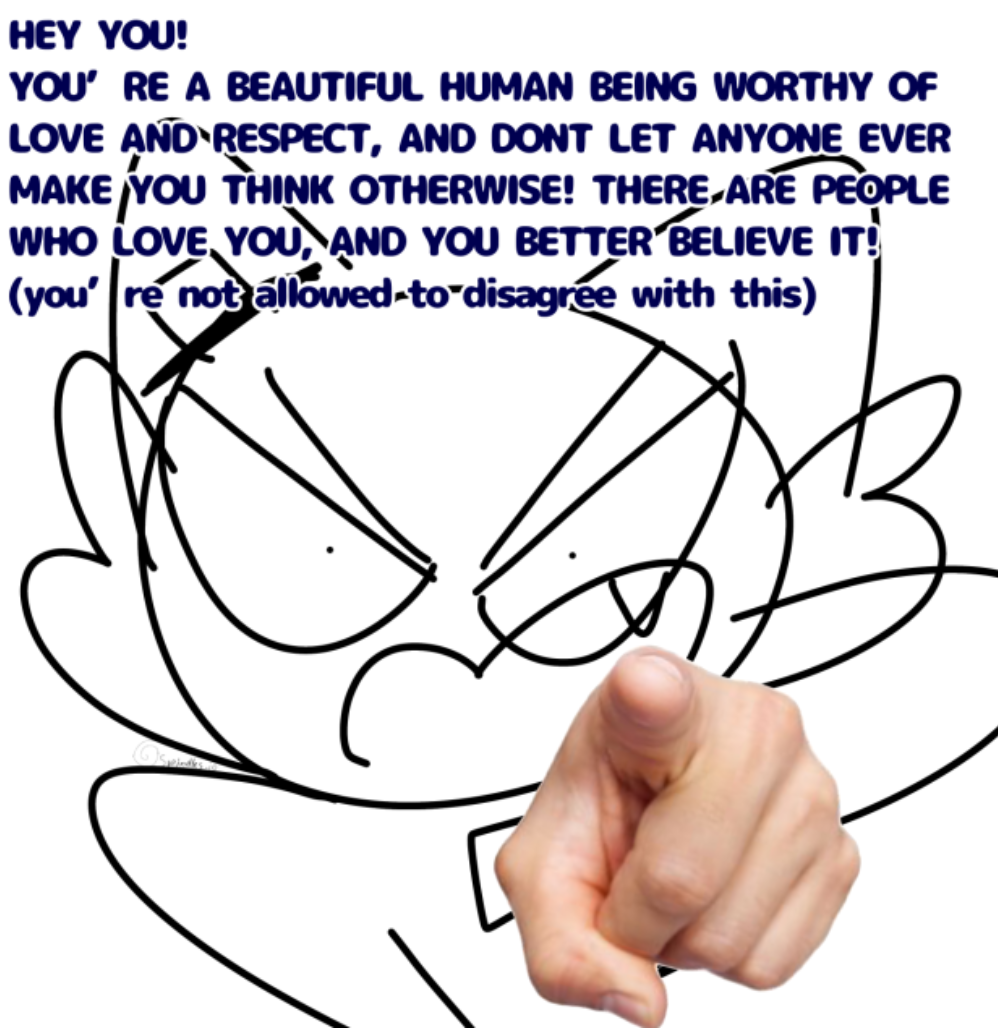 HEY YOU!
YOU' RE A BEAUTIFUL HUMAN BEING WORTHY OF
LOVE AND RESPECT, AND DONT LET ANYONE EVER
MAKE YOU THINK OTHERWISE! THERE ARE PEOPLE
WHO LOVE YOU, AND YOU BETTER BELIEVE IT!
(you' re not allowed to disagree with this)